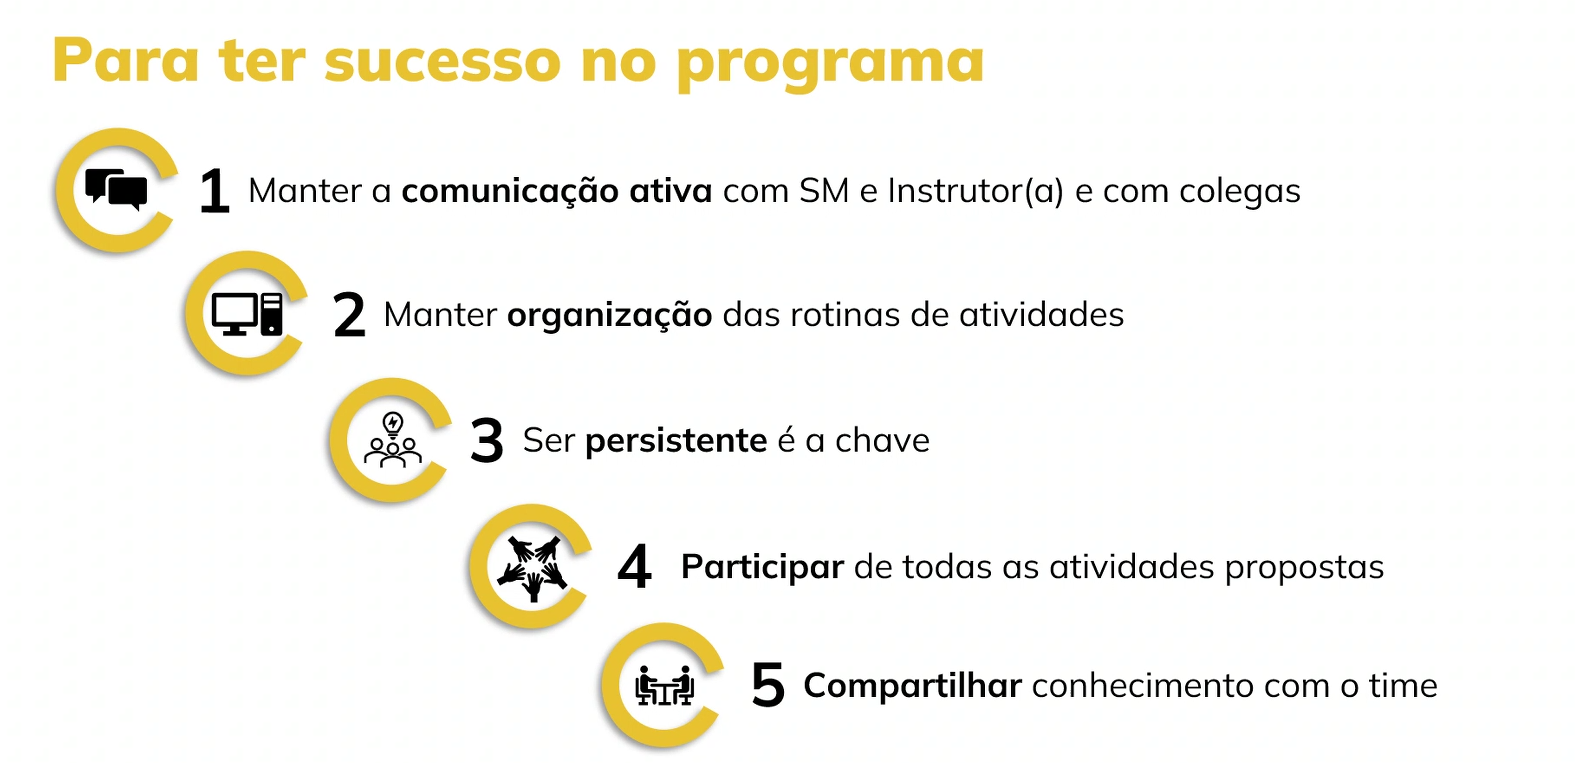 Para ter sucesso no programa
1 Manter a comunicação ativa com SM e Instrutor(a) e com colegas
2 Manter organização das rotinas de atividades
3 Ser persistente é a chave
4 Participar de todas as atividades propostas
5 Compartilhar conhecimento com o time